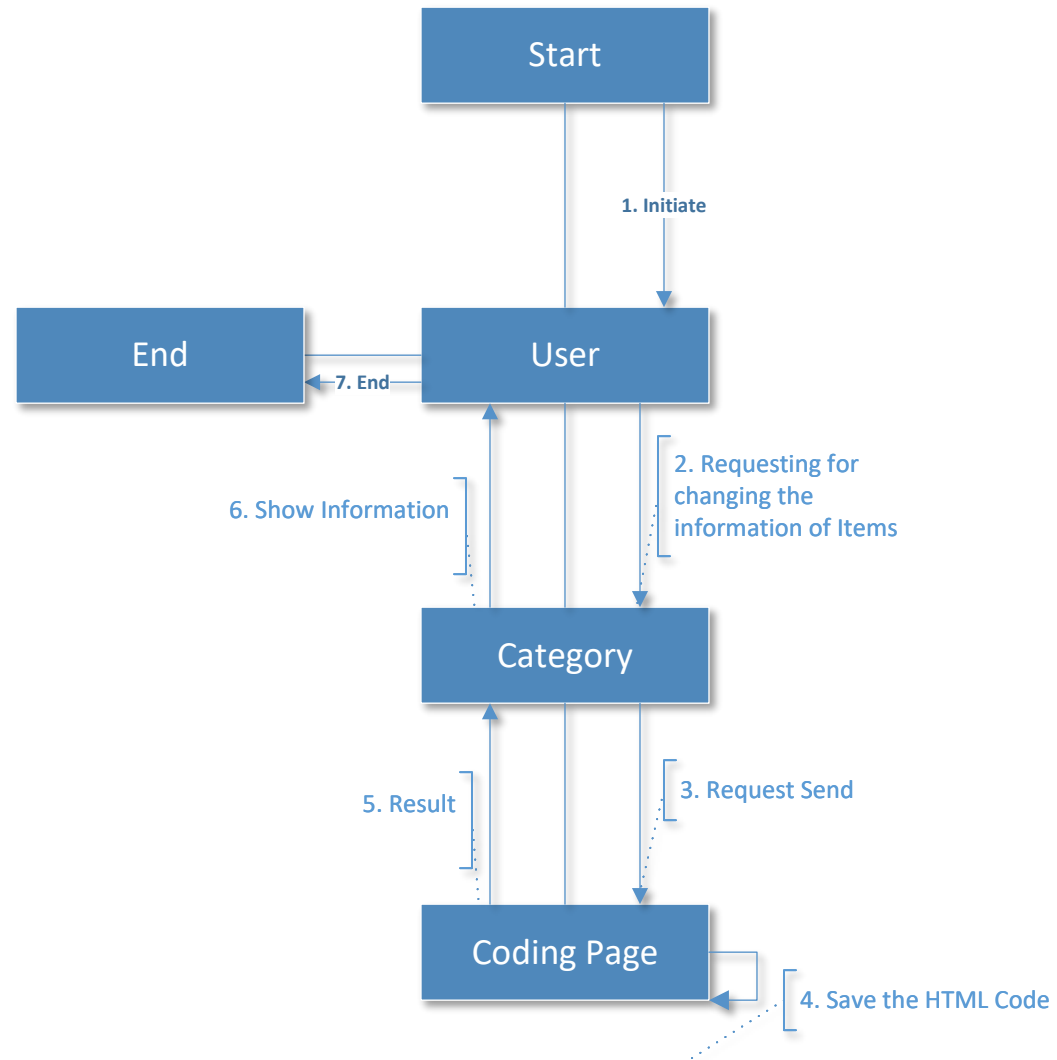 Start
1. Initiate
End
User
7. End
2. Requesting for
changing the
information of Items
6. Show Information
Category
3. Request Send
5. Result
Coding Page
4. Save the HTML Code